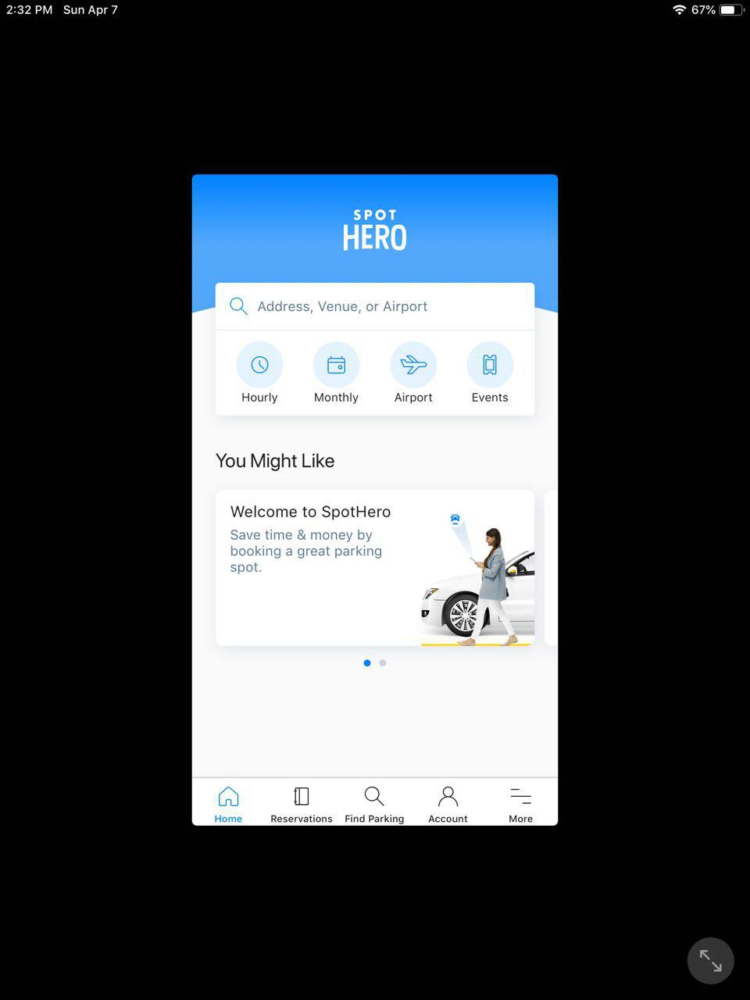 2:32 PM Sun Apr 7
67%
SPOT
HERO
Address, Venue, or Airport
Hourly Monthly Airport Events
You Might Like
Welcome to SpotHero
Save time & money by
booking a great parking
spot.
Home Reservations Find Parking Account More